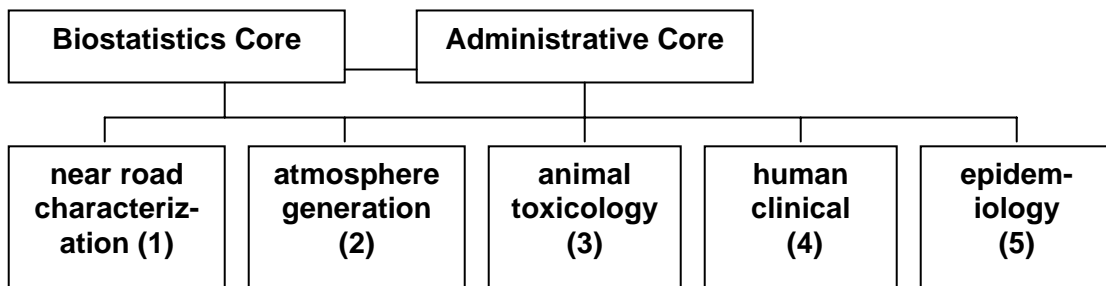 Biostatistics Core
Administrative Core
near road
characteriz-
ation (1)
atmosphere
generation
(2)
animal
toxicology
(3)
human
clinical
(4)
epidem-
iology
(5)